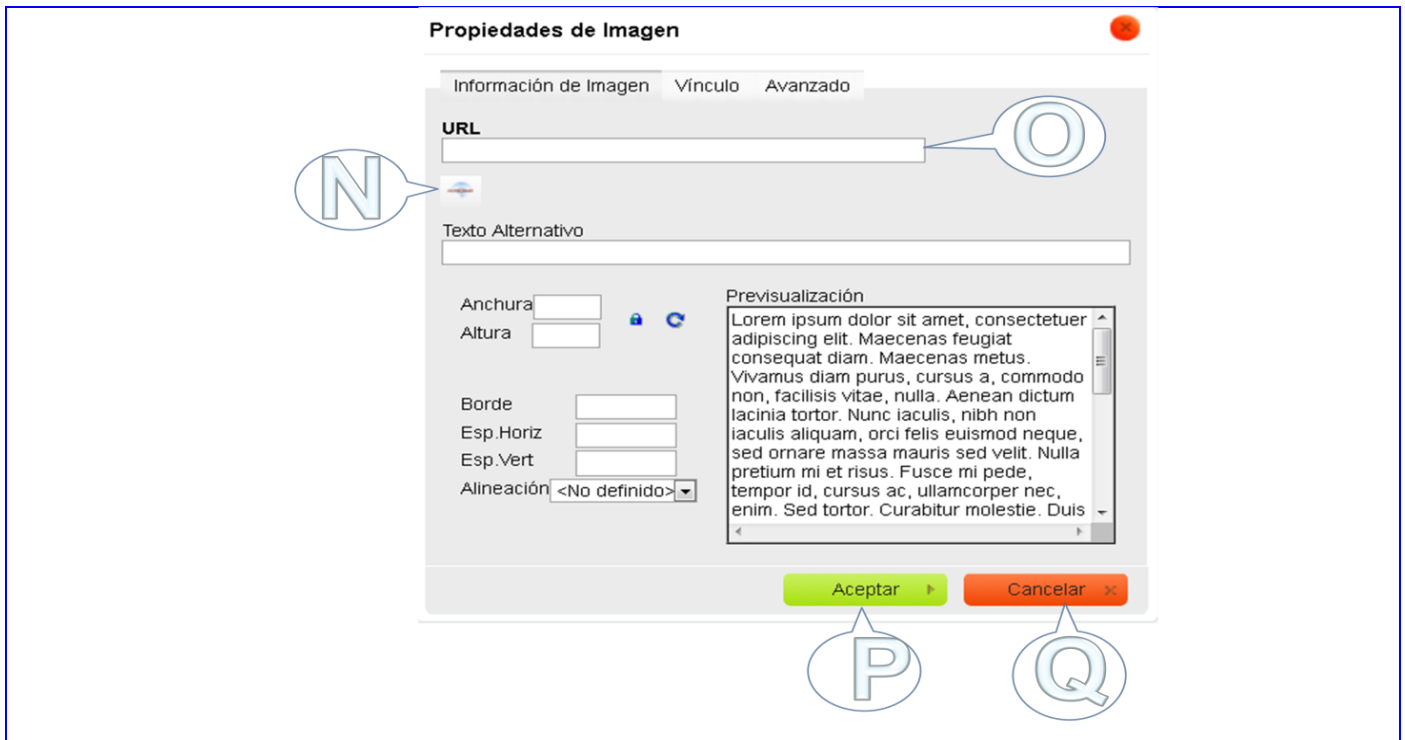 Propiedades de Imagen
Información de Imagen Vínculo Avanzado
URL
O
N
Texto Alternativo
Anchura
Altura
Previsualización
Lorem ipsum dolor sit amet, consectetuer
adipiscing elit. Maecenas feugiat
consequat diam. Maecenas metus.
Vivamus diam purus, cursus a, commodo
non, facilisis vitae, nulla. Aenean dictum
lacinia tortor. Nunc iaculis, nibh non
iaculis aliquam, orci felis euismod neque,
sed ornare massa mauris sed velit. Nulla
pretium mi et risus. Fusce mi pede,
tempor id, cursus ac, ullamcorper nec,
enim. Sed tortor. Curabitur molestie. Duis
Borde
Esp.Horiz
Esp.Vert
Alineación <No definido>
Aceptar Cancelar
P Q